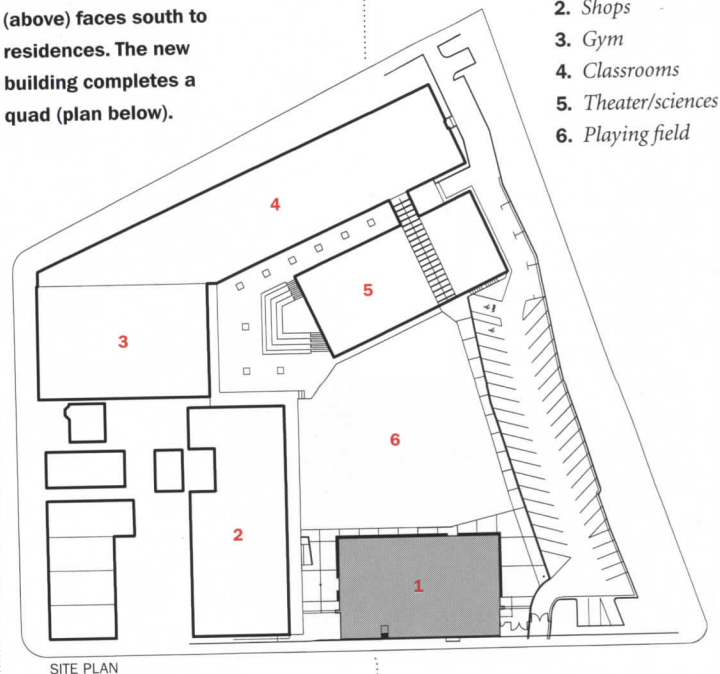 (above) faces south to
residences. The new
building completes a
quad (plan below).
2. Shops
3. Gym
4. Classrooms
5. Theater/sciences
6. Playing field
4
5
3
6
2
1
SITE PLAN